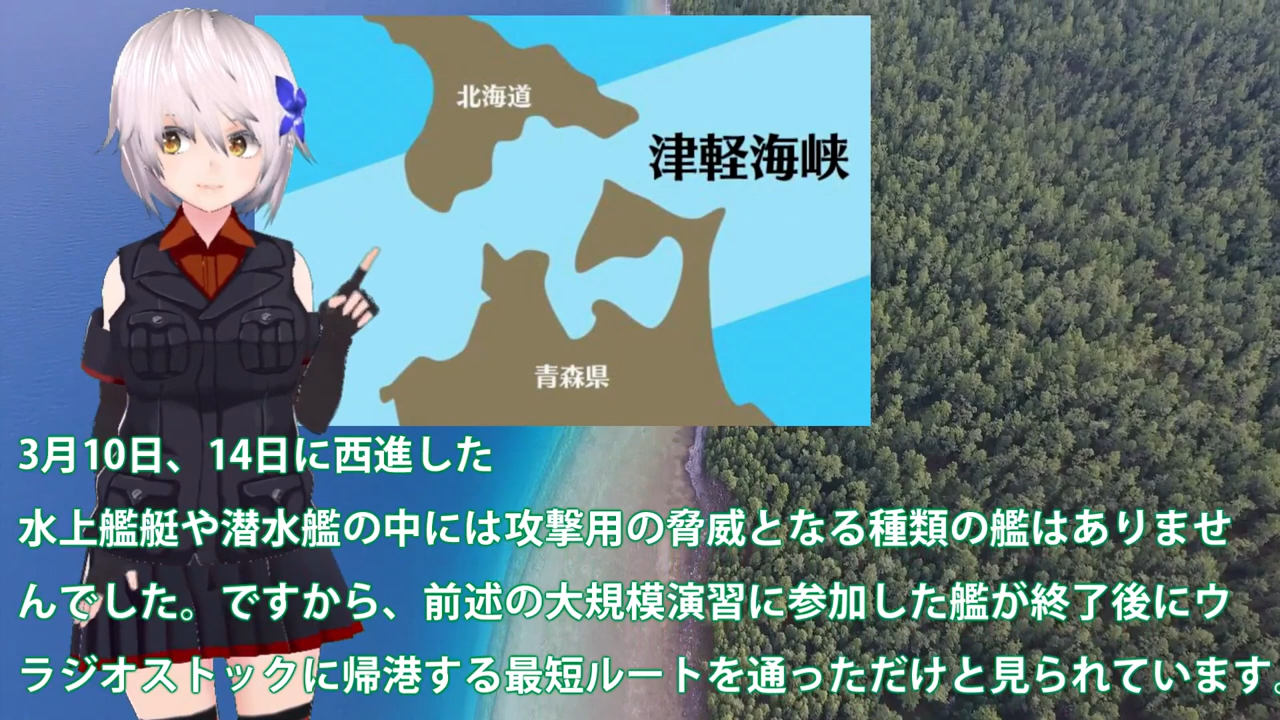 北海道
津軽海峡
青森県
3月10日、14日に西進した
水上艦艇や潜水艦の中には攻撃用の脅威となる種類の艦はありませ
んでした。ですから、前述の大規模演習に参加した艦が終了後にウ
ラジオストックに帰港する最短ルートを通っただけと見られています。